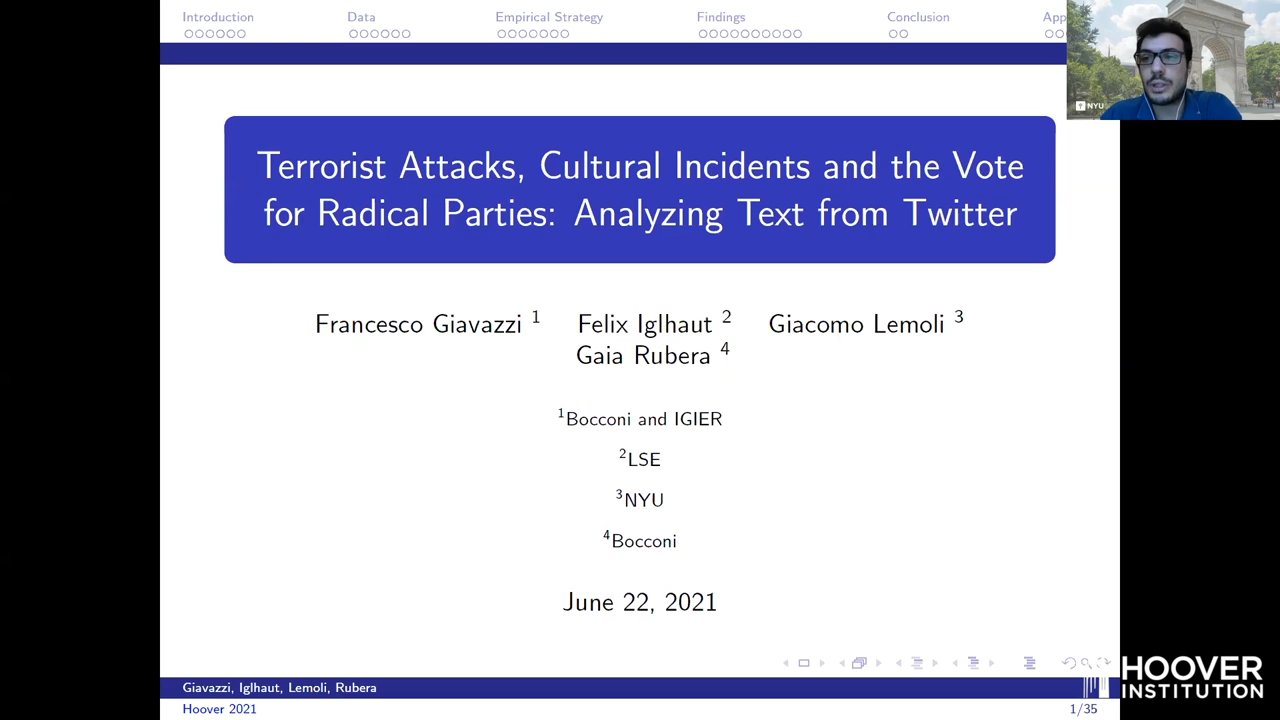 Introduction
Data
Empirical Strategy
Findings
Conclusion
App
NYU
Terrorist Attacks, Cultural Incidents and the Vote
for Radical Parties: Analyzing Text from Twitter
Francesco Giavazzi 1 Felix Iglhaut 2 Giacomo Lemoli 3
Gaia Rubera 4
1Bocconi and IGIER
2LSE
3NYU
4Bocconi
June 22, 2021
Giavazzi, Iglhaut, Lemoli, Rubera
Hoover 2021
1/35
HOOVER
INSTITUTION